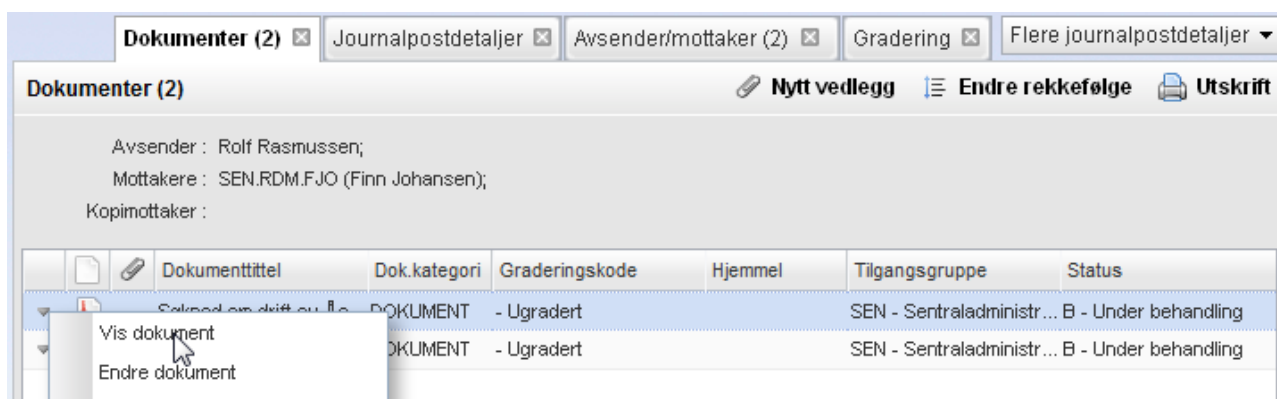 Dokumenter (2) Journalpostdetaljer Avsender/mottaker (2) Gradering Flere journalpostdetaljer
Dokumenter (2) Nytt vedlegg Endre rekkefølge Utskrift
Avsender : Rolf Rasmussen;
Mottakere : SEN.RDM.FJO (Finn Johansen);
Kopimottaker :
Dokumenttittel Dok.kategori Graderingskode Hjemmel Tilgangsgruppe Status
DOKUMENT - Ugradert SEN - Sentraladministr... B - Under behandling
Vis dokument
- Ugradert SEN - Sentraladministr... B - Under behandling
Endre dokument